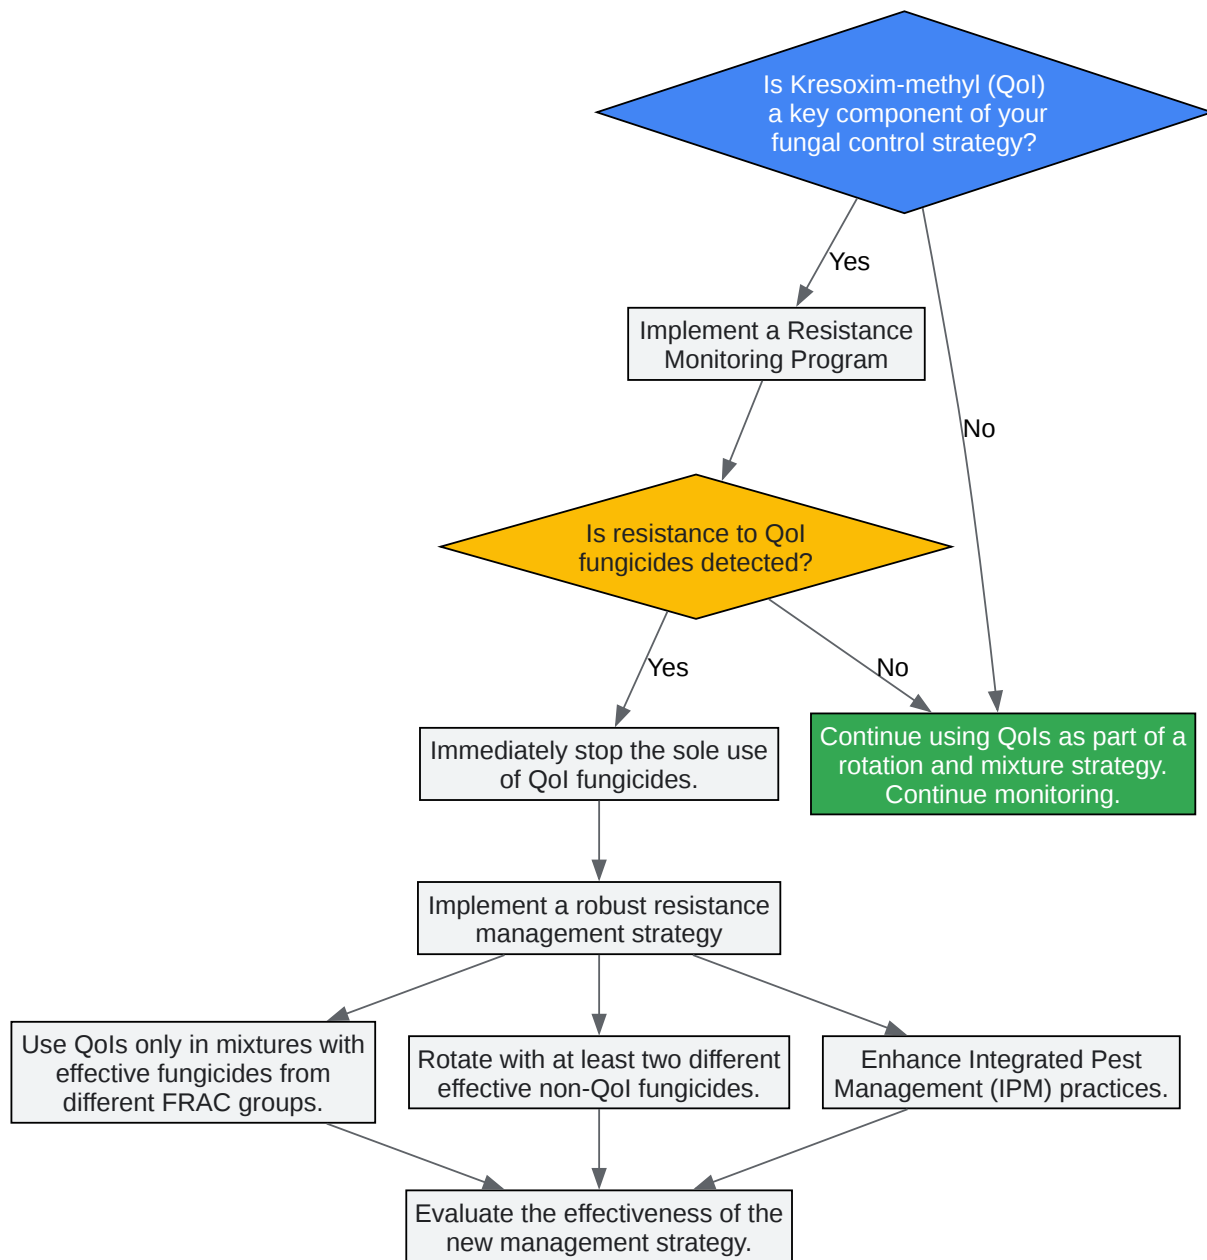 Is Kresoxim-methyl (QoI)
a key component of your
fungal control strategy?
Yes
Implement a Resistance
Monitoring Program
No
Is resistance to QoI
fungicides detected?
Yes
No
Immediately stop the sole use
of QoI fungicides.
Continue using QoIs as part of a
rotation and mixture strategy.
Continue monitoring.
Implement a robust resistance
management strategy
Use QoIs only in mixtures with
effective fungicides from
different FRAC groups.
Rotate with at least two different
effective non-QoI fungicides.
Enhance Integrated Pest
Management (IPM) practices.
Evaluate the effectiveness of the
new management strategy.